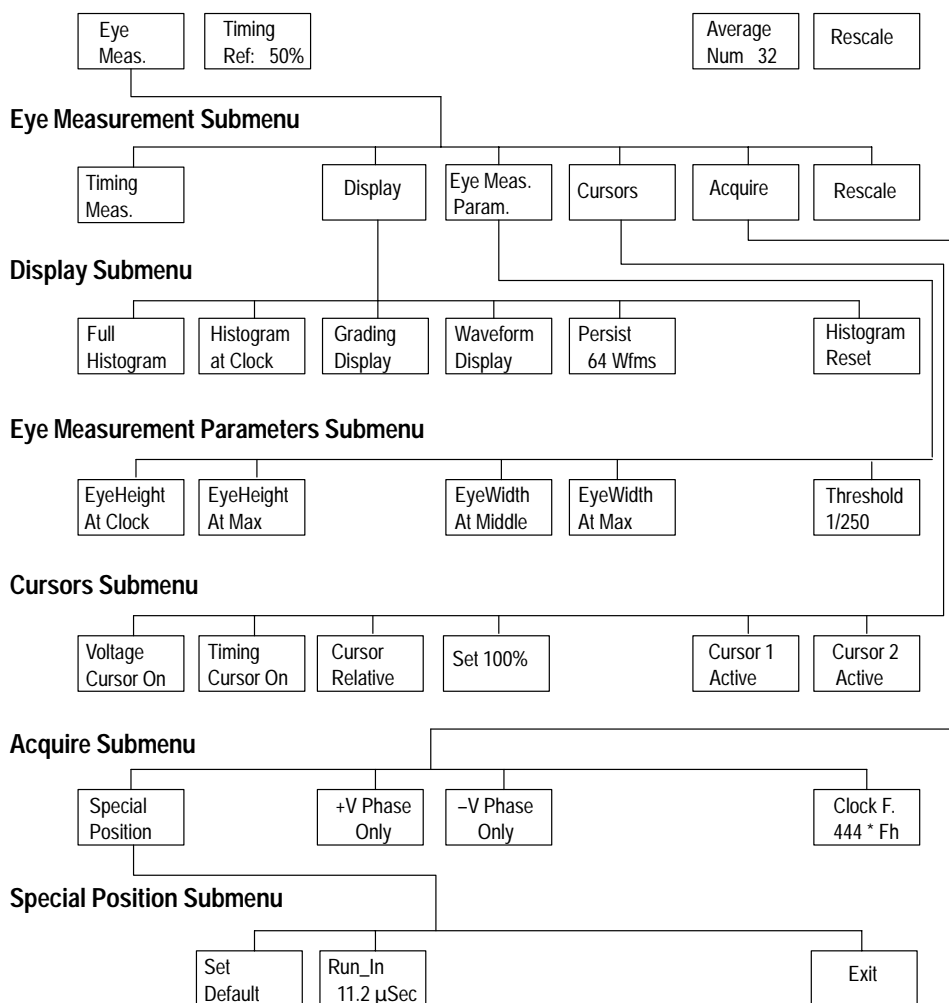 Eye
Meas.
Timing
Ref: 50%
Average
Num 32
Rescale
Eye Measurement Submenu
Timing
Meas.
Display
Eye Meas.
Param.
Cursors
Acquire
Rescale
Display Submenu
Full
Histogram
Histogram
at Clock
Grading
Display
Waveform
Display
Persist
64 Wfms
Histogram
Reset
Eye Measurement Parameters Submenu
EyeHeight
At Clock
EyeHeight
At Max
EyeWidth
At Middle
EyeWidth
At Max
Threshold
1/250
Cursors Submenu
Voltage
Cursor On
Timing
Cursor On
Cursor
Relative
Set 100%
Cursor 1
Active
Cursor 2
Active
Acquire Submenu
Special
Position
+V Phase
Only
–V Phase
Only
Clock F.
444 * Fh
Special Position Submenu
Set
Default
Run_In
11.2 µSec
Exit